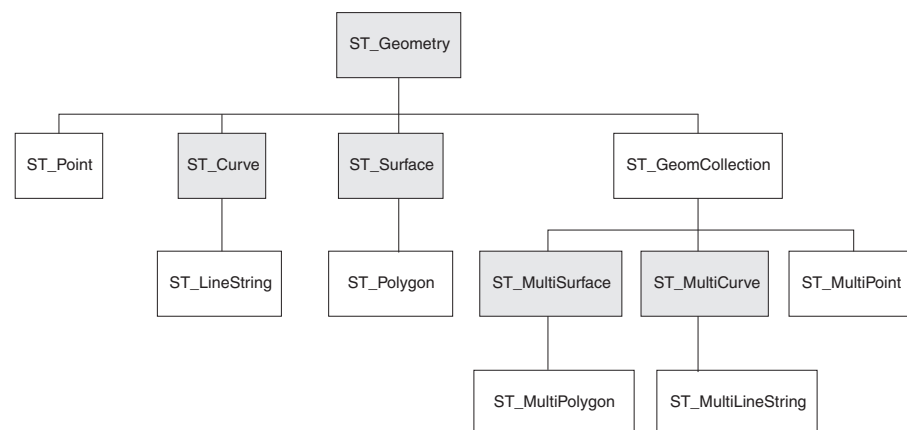 ST_Geometry
ST_Point
ST_Curve
ST_Surface
ST_GeomCollection
ST_LineString
ST_Polygon
ST_MultiSurface
ST_MultiCurve
ST_MultiPoint
ST_MultiPolygon
ST_MultiLineString